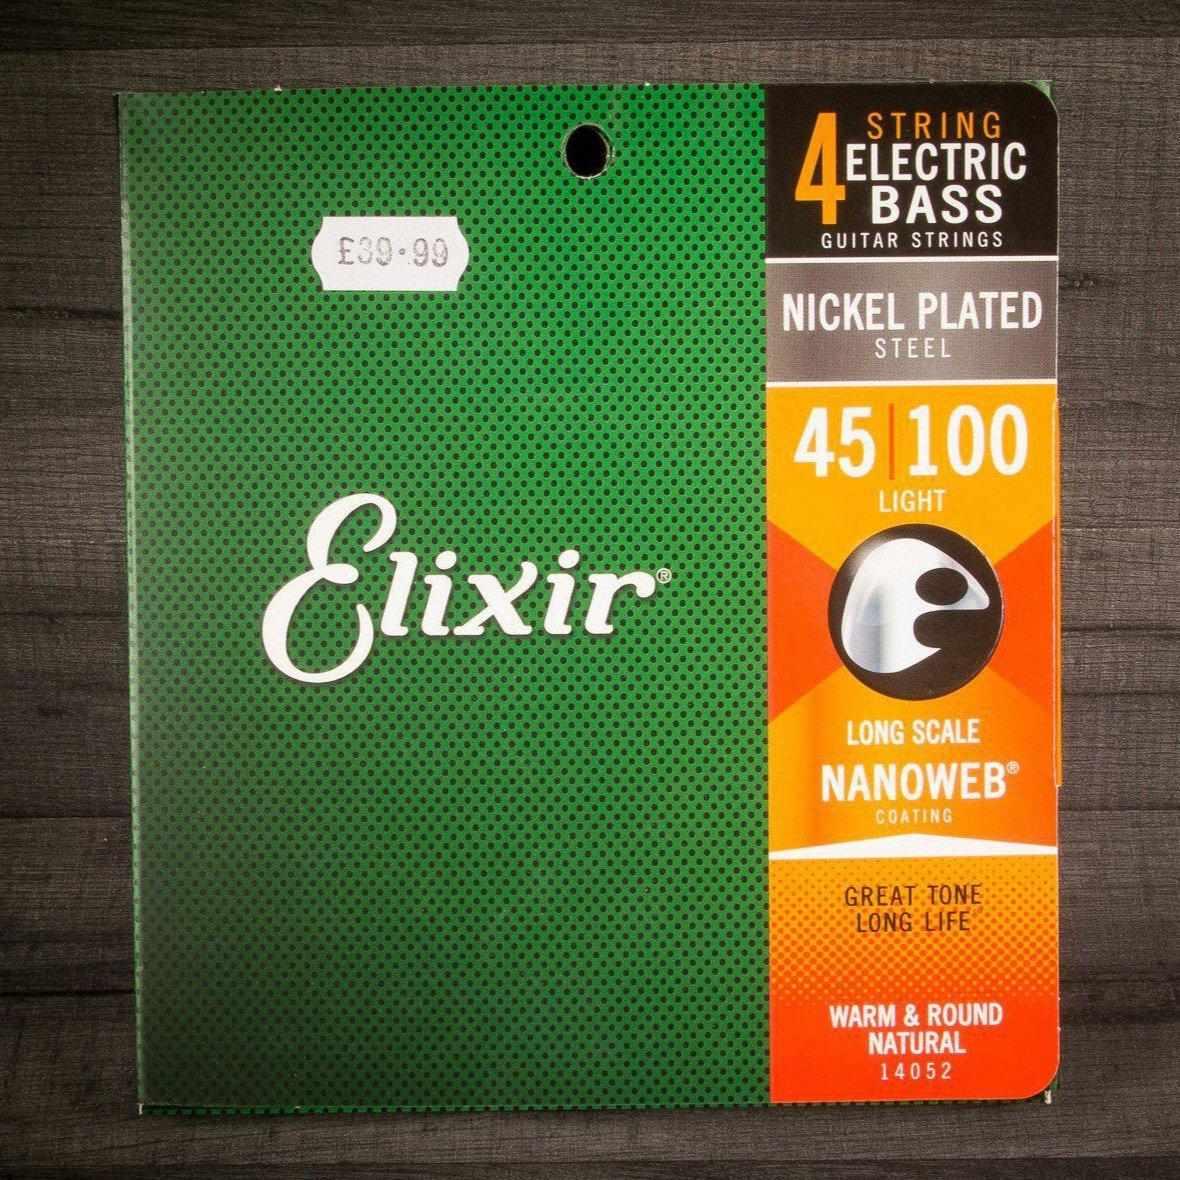 £39·99
Elixir®
4 STRING
ELECTRIC
BASS
GUITAR STRINGS
NICKEL PLATED
STEEL
45|100
LIGHT
LONG SCALE
NANOWEB®
COATING
GREAT TONE
LONG LIFE
WARM & ROUND
NATURAL
14052